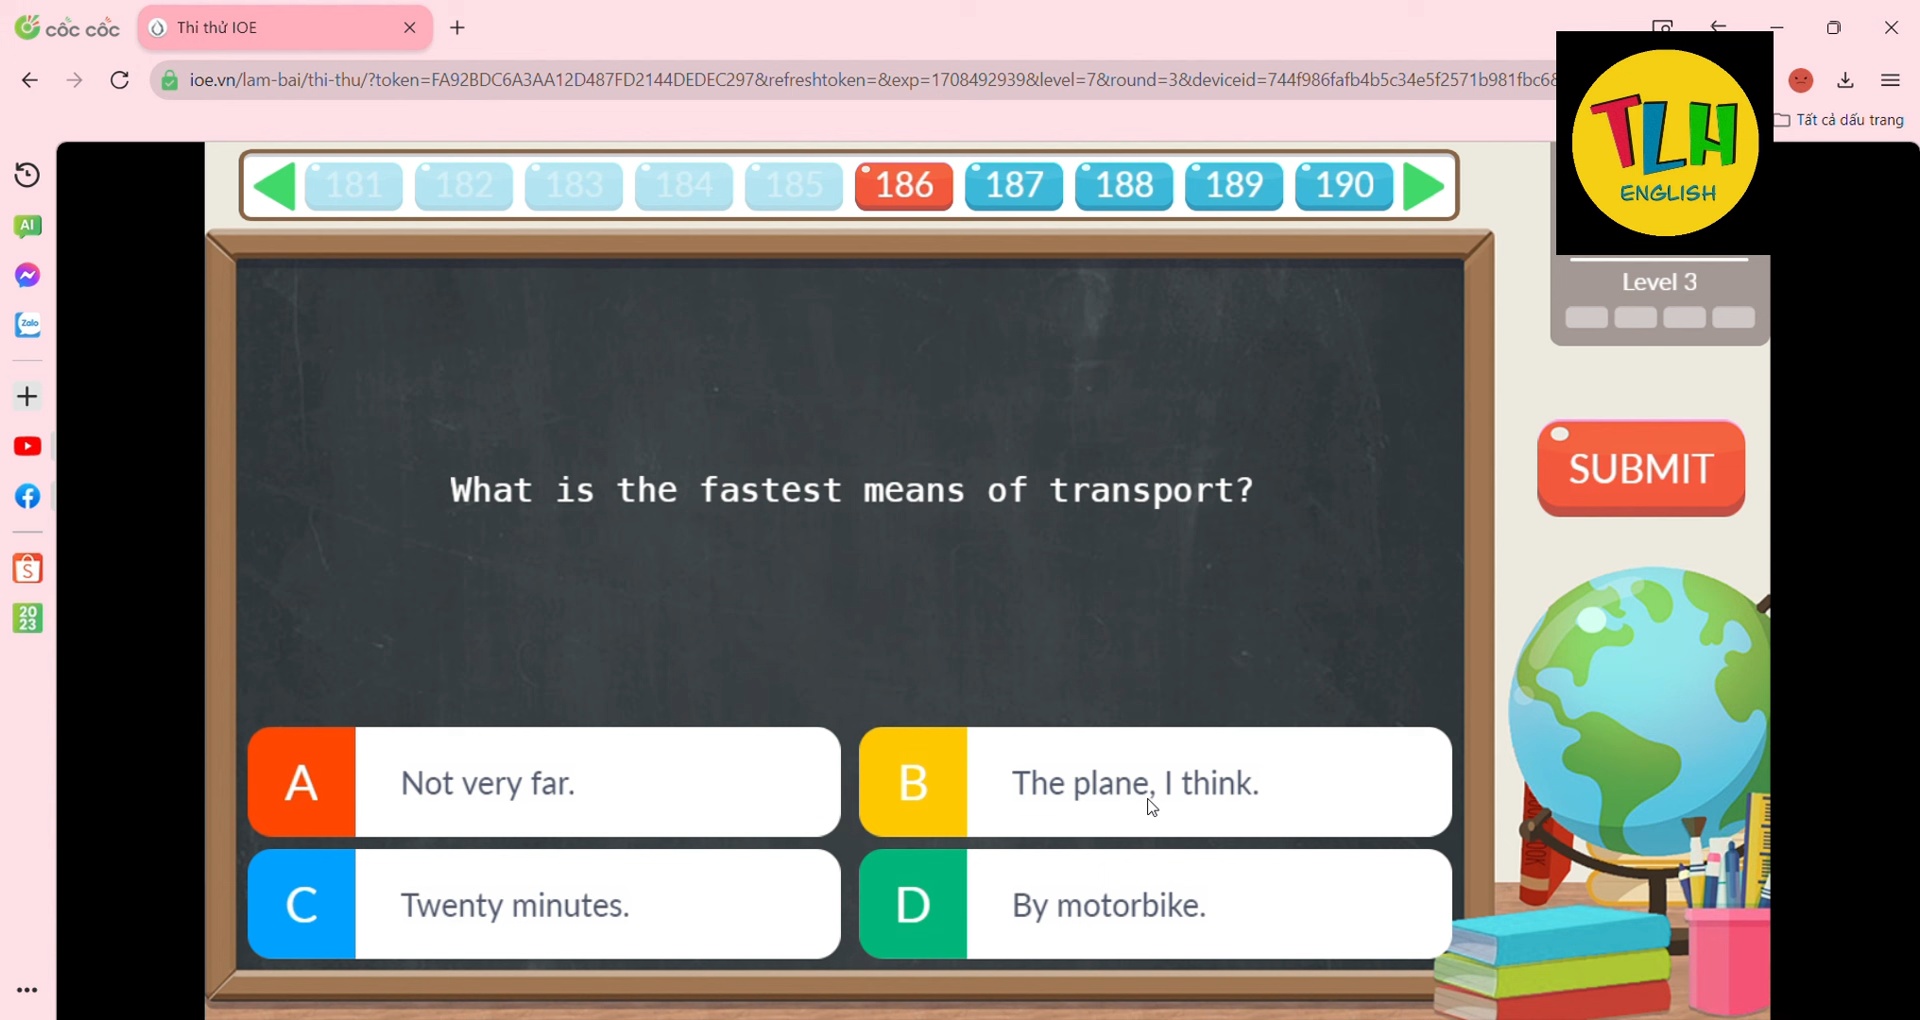 cốc cốc
Thi thử IOE
ioe.vn/lam-bai/thi-thu/?token=FA92BDC6A3AA12D487FD2144DEDEC297&refreshtoken=&exp=1708492939&level=7&round=3&deviceid=744f986fafb4b5c34e5f2571b981fbc6
Tất cả dấu trang
TLH
ENGLISH
AI
Zalo
20
23
181 182 183 184 185 186 187 188 189 190
Level 3
What is the fastest means of transport?
SUBMIT
A Not very far.
B The plane, I think.
C Twenty minutes.
D By motorbike.